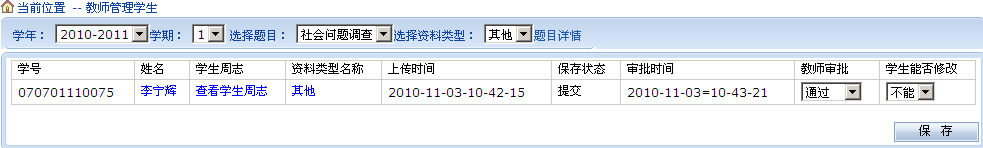 当前位置 -- 教师管理学生
学年： 2010-2011 学期： 1 选择题目： 社会问题调查 选择资料类型： 其他 题目详情
学号 姓名 学生周志 资料类型名称 上传时间 保存状态 审批时间 教师审批 学生能否修改
070701110075 李宁辉 查看学生周志 其他 2010-11-03-10-42-15 提交 2010-11-03=10-43-21 通过 不能
保 存